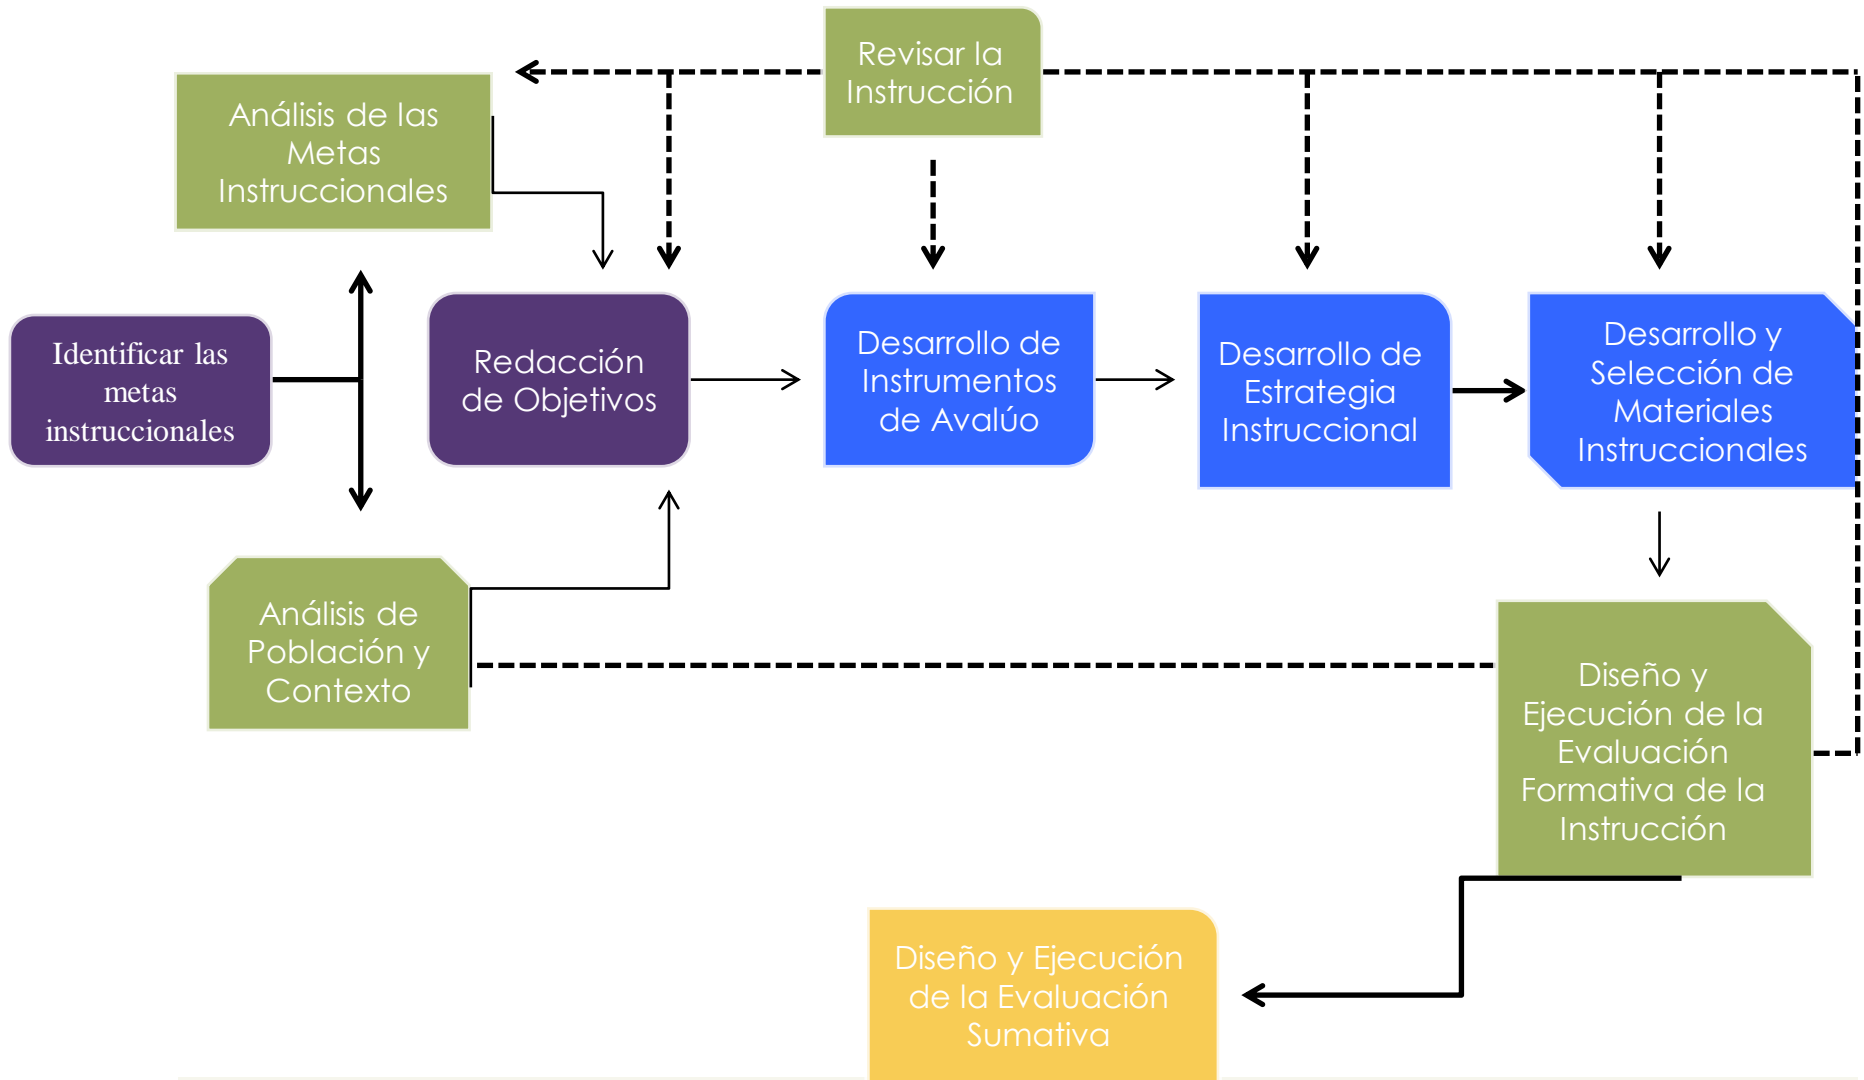 Revisar la
Instrucción
Análisis de las
Metas
Instruccionales
Identificar las
metas
instruccionales
Redacción
de Objetivos
Desarrollo de
Instrumentos
de Avalúo
Desarrollo de
Estrategia
Instruccional
Desarrollo y
Selección de
Materiales
Instruccionales
Análisis de
Población y
Contexto
Diseño y
Ejecución de la
Evaluación
Formativa de la
Instrucción
Diseño y Ejecución
de la Evaluación
Sumativa